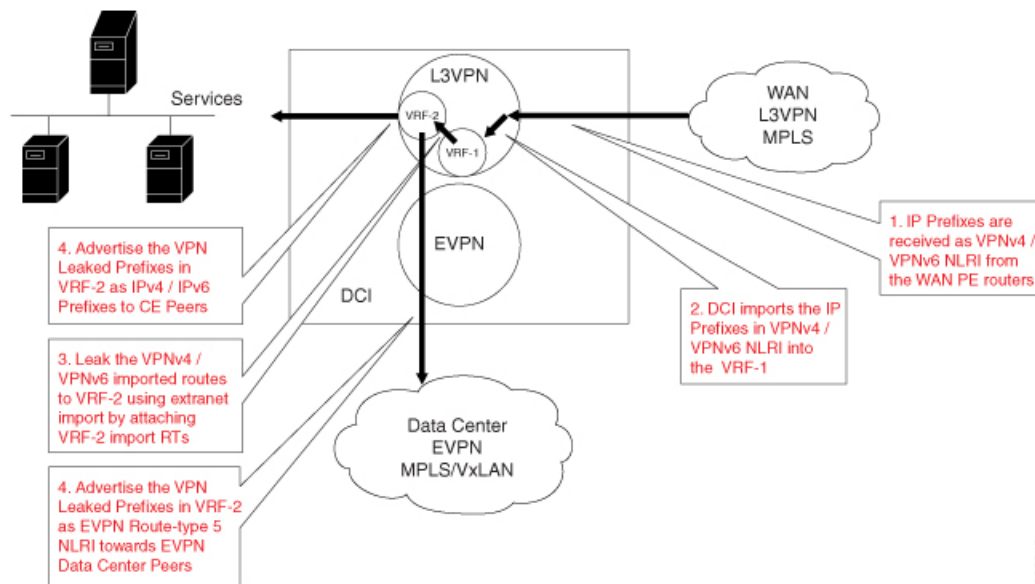 Services
L3VPN
VRF-2
VRF-1
WAN
L3VPN
MPLS
EVPN
DCI
1. IP Prefixes are
received as VPNv4 /
VPNv6 NLRI from
the WAN PE routers
2. DCI imports the IP
Prefixes in VPNv4 /
VPNv6 NLRI into
the VRF-1
4. Advertise the VPN
Leaked Prefixes in
VRF-2 as IPv4 / IPv6
Prefixes to CE Peers
3. Leak the VPNv4 /
VPNv6 imported routes
to VRF-2 using extranet
import by attaching
VRF-2 import RTs
4. Advertise the VPN
Leaked Prefixes in VRF-2
as EVPN Route-type 5
NLRI towards EVPN
Data Center Peers
Data Center
EVPN
MPLS/VxLAN